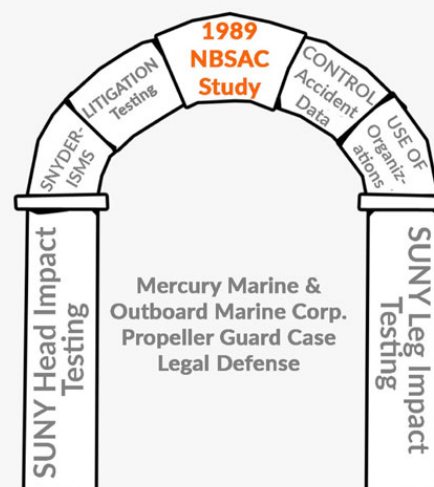 1989
NBSAC
Study
LITIGATION
Testing
CONTROL
Accident
Data
SNYDER-
ISMS
USE OF
Organiz-
ations
SUNY Head Impact
Testing
Mercury Marine &
Outboard Marine Corp.
Propeller Guard Case
Legal Defense
SUNY Leg Impact
Testing